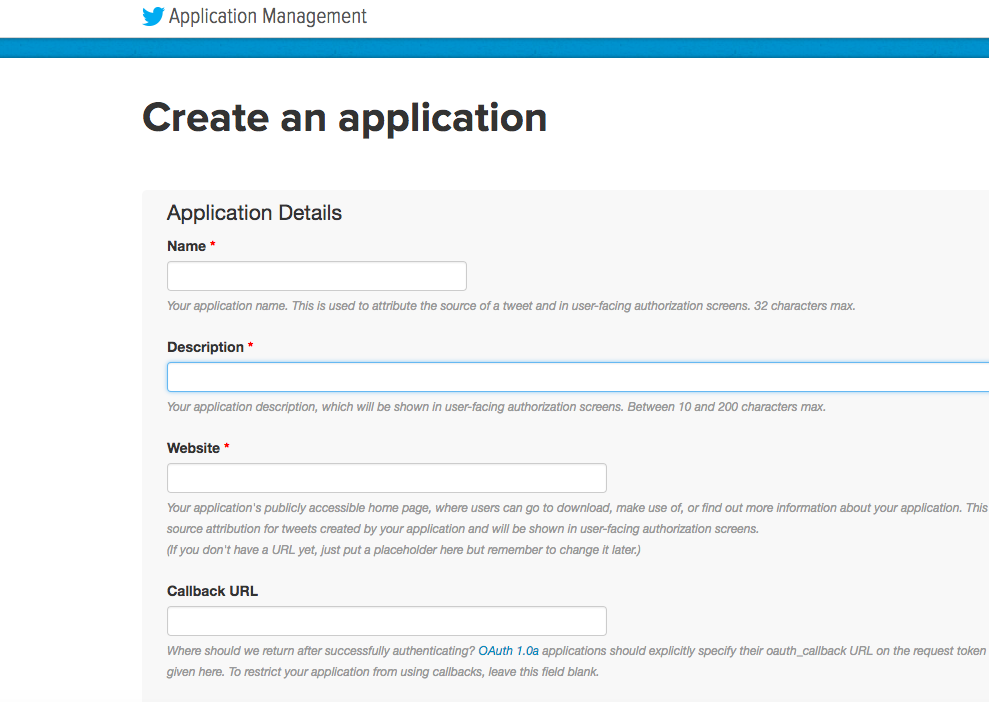 Application Management
Create an application
Application Details
Name *
Your application name. This is used to attribute the source of a tweet and in user-facing authorization screens. 32 characters max.
Description *
Your application description, which will be shown in user-facing authorization screens. Between 10 and 200 characters max.
Website *
Your application's publicly accessible home page, where users can go to download, make use of, or find out more information about your application. This
source attribution for tweets created by your application and will be shown in user-facing authorization screens.
(If you don't have a URL yet, just put a placeholder here but remember to change it later.)
Callback URL
Where should we return after successfully authenticating? OAuth 1.0a applications should explicitly specify their oauth_callback URL on the request token
given here. To restrict your application from using callbacks, leave this field blank.